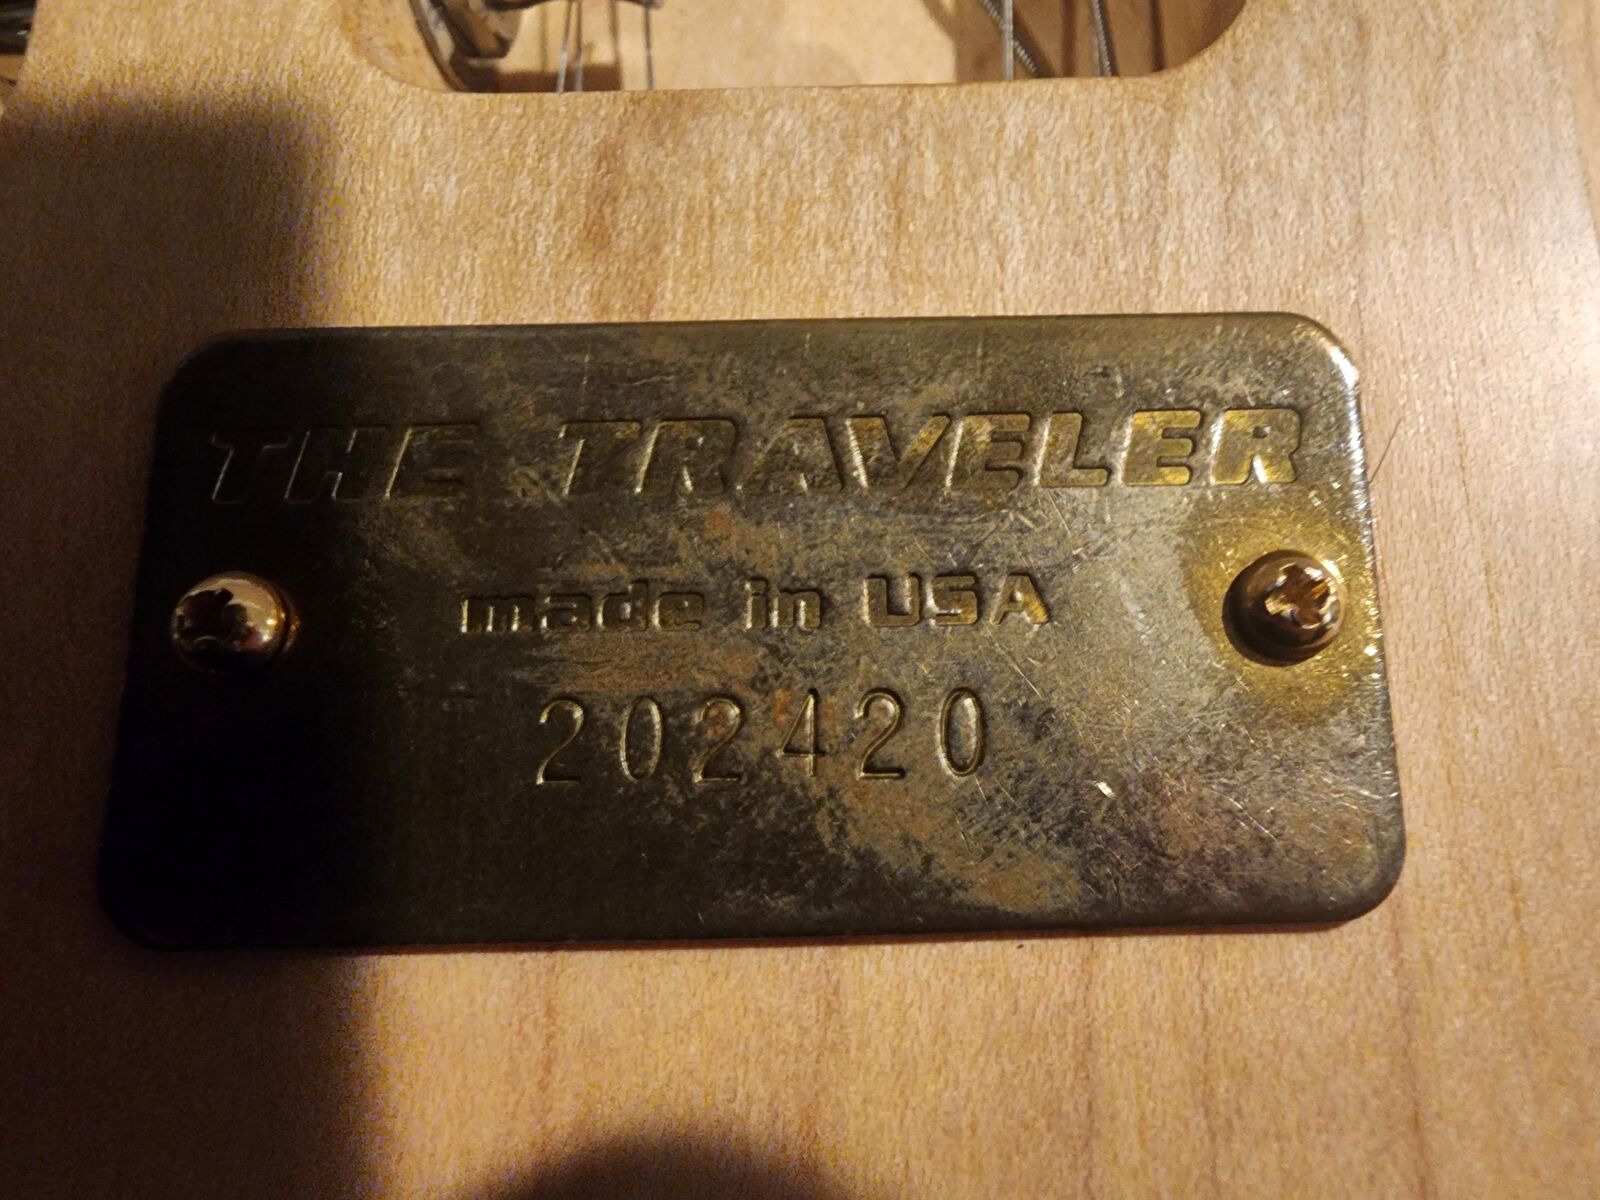 THE TRAVELER
made in USA
202420